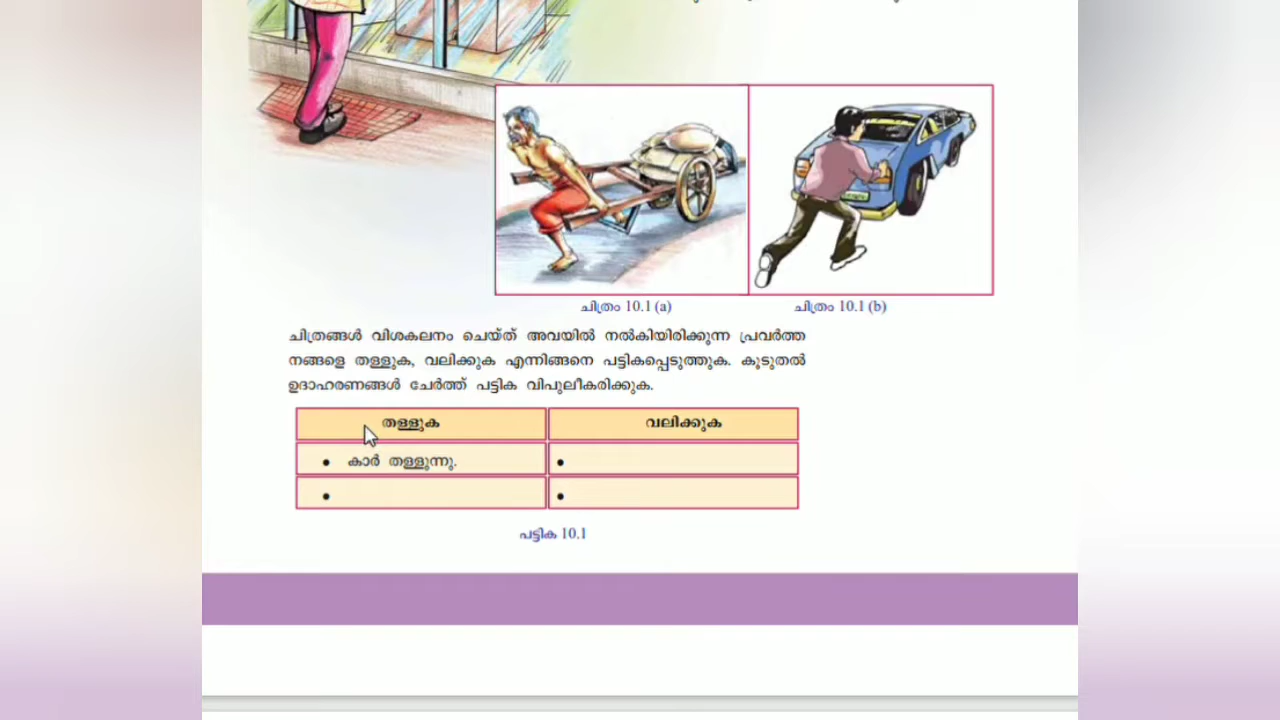 ചിത്രം 10.1 (a)
ചിത്രം 10.1 (b)
ചിത്രങ്ങൾ വിശകലനം ചെയ്ത് അവയിൽ നൽകിയിരിക്കുന്ന പ്രവർത്ത
നങ്ങളെ തള്ളുക, വലിക്കുക എന്നിങ്ങനെ പട്ടികപ്പെടുത്തുക. കൂടുതൽ
ഉദാഹരണങ്ങൾ ചേർത്ത് പട്ടിക വിപുലീകരിക്കുക.
തള്ളുക
വലിക്കുക
• കാർ തള്ളുന്നു.
പട്ടിക 10.1